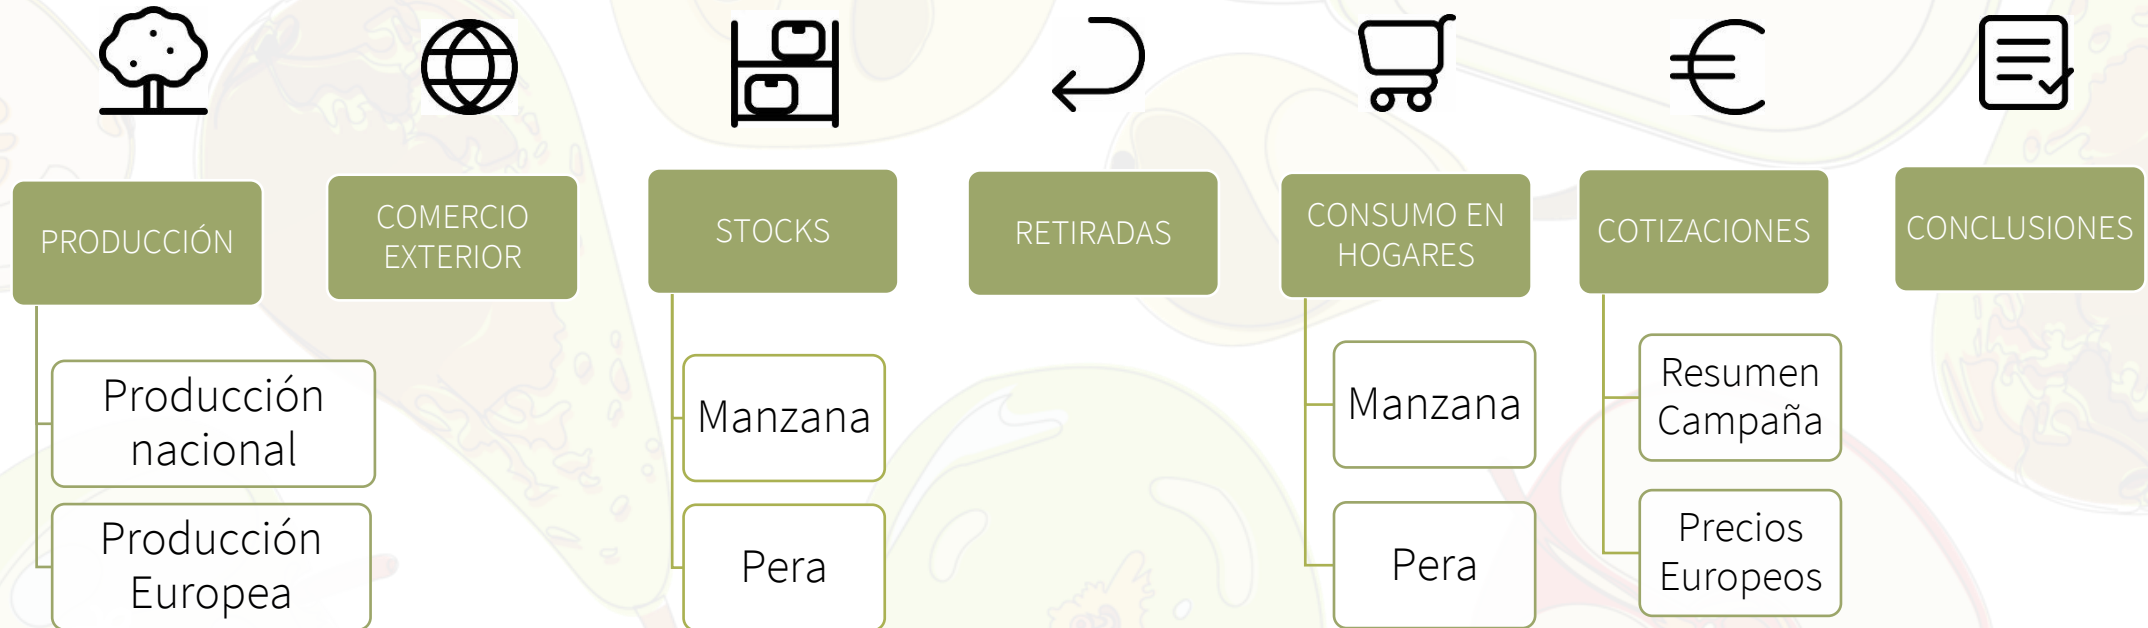 PRODUCCIÓN
Producción
nacional
Producción
Europea
COMERCIO
EXTERIOR
STOCKS
Manzana
Pera
RETIRADAS
CONSUMO EN
HOGARES
Manzana
Pera
COTIZACIONES
Resumen
Campaña
Precios
Europeos
CONCLUSIONES